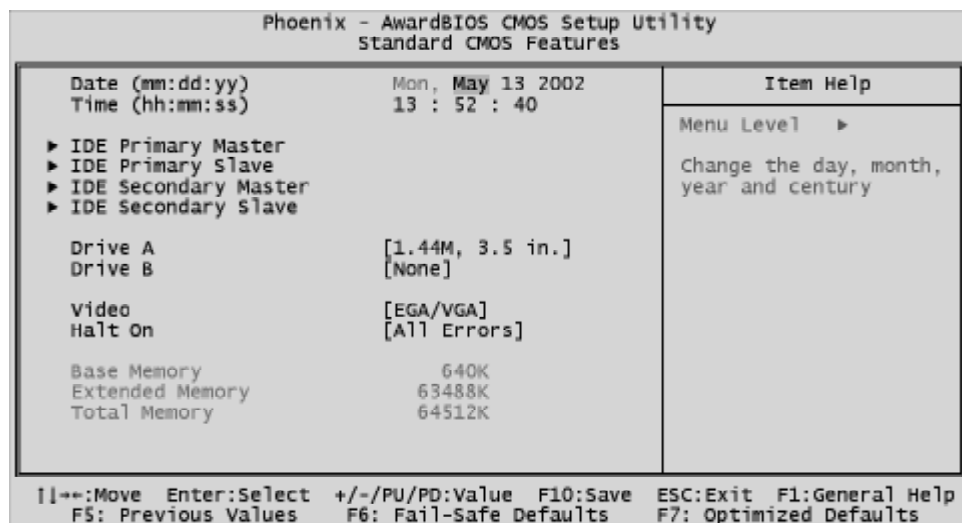 Phoenix - AwardBIOS CMOS Setup Utility
Standard CMOS Features
Date (mm:dd:yy) Mon, May 13 2002
Time (hh:mm:ss) 13 : 52 : 40
► IDE Primary Master
► IDE Primary Slave
► IDE Secondary Master
► IDE Secondary Slave
Drive A [1.44M, 3.5 in.]
Drive B [None]
Video [EGA/VGA]
Halt On [All Errors]
Base Memory 640K
Extended Memory 63488K
Total Memory 64512K
Item Help
Menu Level ►
Change the day, month,
year and century
↑↓→←:Move Enter:Select +/-/PU/PD:Value F10:Save ESC:Exit F1:General Help
F5: Previous Values F6: Fail-Safe Defaults F7: Optimized Defaults